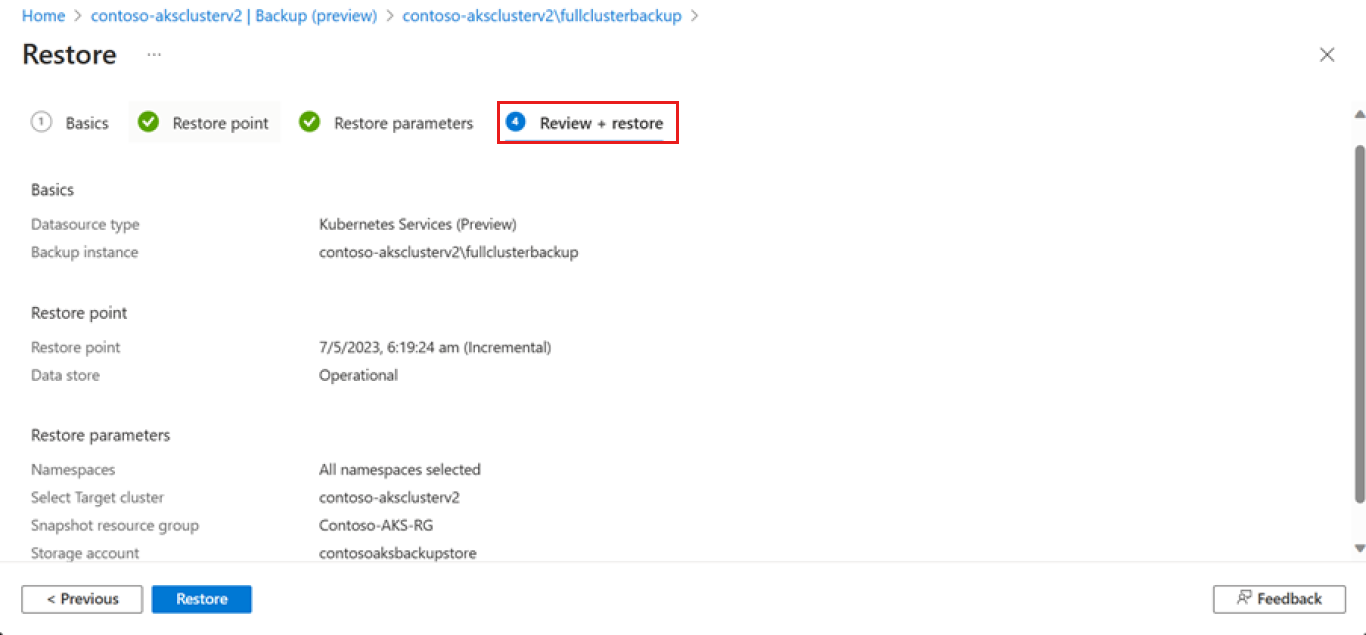 Home > contoso-aksclusterv2 | Backup (preview) > contoso-aksclusterv2\fullclusterbackup >
Restore ...
1 Basics Restore point Restore parameters 4 Review + restore
Basics
Datasource type Kubernetes Services (Preview)
Backup instance contoso-aksclusterv2\fullclusterbackup
Restore point
Restore point 7/5/2023, 6:19:24 am (Incremental)
Data store Operational
Restore parameters
Namespaces All namespaces selected
Select Target cluster contoso-aksclusterv2
Snapshot resource group Contoso-AKS-RG
Storage account contosoaksbackupstore
< Previous Restore Feedback